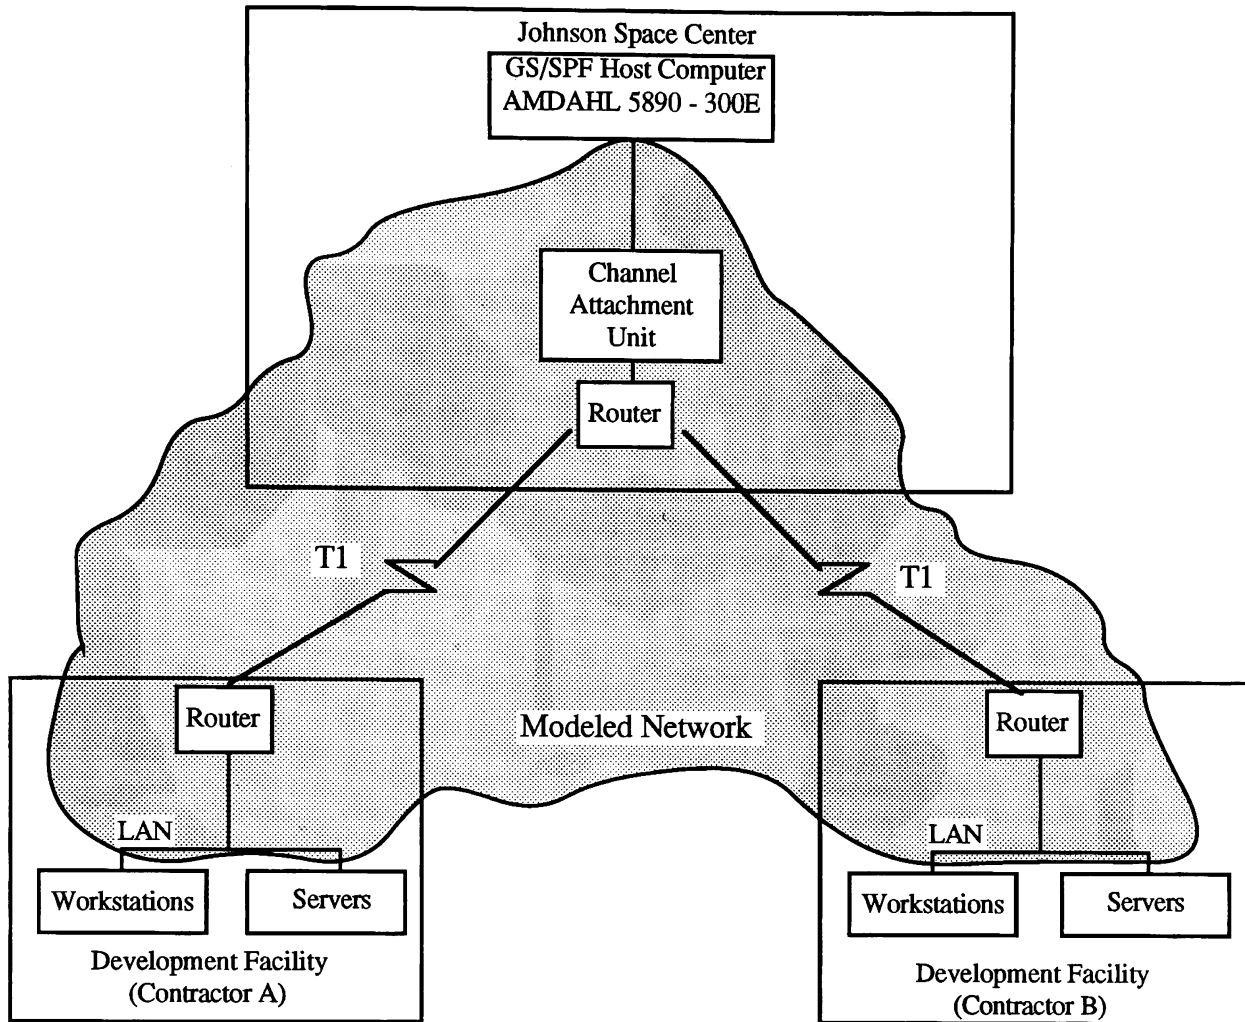 Johnson Space Center
GS/SPF Host Computer
AMDAHL 5890 - 300E
Channel
Attachment
Unit
Router
T1
T1
Router
Modeled Network
Router
LAN
LAN
Workstations
Servers
Workstations
Servers
Development Facility
(Contractor A)
Development Facility
(Contractor B)